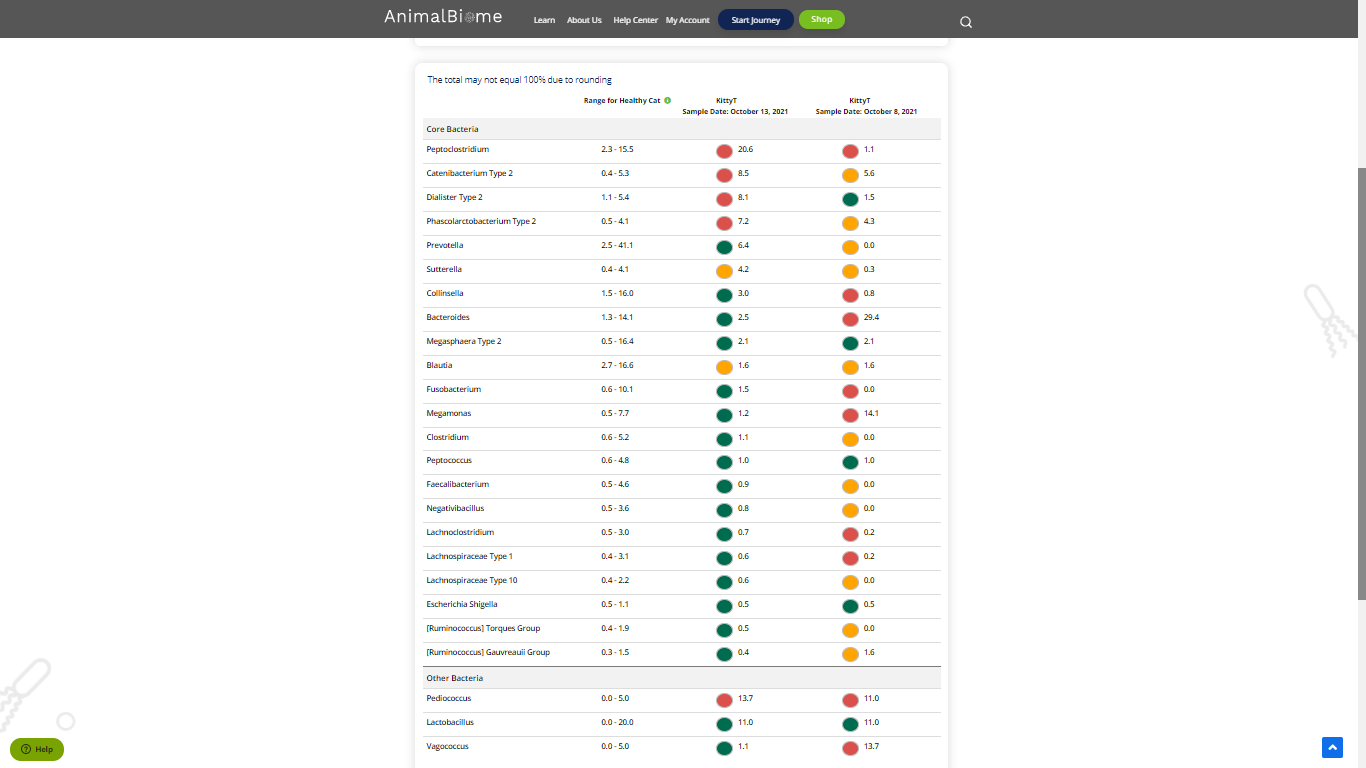 AnimalBiome Learn About Us Help Center My Account Start Journey Shop
The total may not equal 100% due to rounding
Range for Healthy Cat KittyT KittyT
Sample Date: October 13, 2021 Sample Date: October 8, 2021
Core Bacteria
Peptoclostridium 2.3 - 15.5 20.6 1.1
Catenibacterium Type 2 0.4 - 5.3 8.5 5.6
Dialister Type 2 1.1 - 5.4 8.1 1.5
Phascolarctobacterium Type 2 0.5 - 4.1 7.2 4.3
Prevotella 2.5 - 41.1 6.4 0.0
Sutterella 0.4 - 4.1 4.2 0.3
Collinsella 1.5 - 16.0 3.0 0.8
Bacteroides 1.3 - 14.1 2.5 29.4
Megasphaera Type 2 0.5 - 16.4 2.1 2.1
Blautia 2.7 - 16.6 1.6 1.6
Fusobacterium 0.6 - 10.1 1.5 0.0
Megamonas 0.5 - 7.7 1.2 14.1
Clostridium 0.6 - 5.2 1.1 0.0
Peptococcus 0.6 - 4.8 1.0 1.0
Faecalibacterium 0.5 - 4.6 0.9 0.0
Negativibacillus 0.5 - 3.6 0.8 0.0
Lachnoclostridium 0.5 - 3.0 0.7 0.2
Lachnospiraceae Type 1 0.4 - 3.1 0.6 0.2
Lachnospiraceae Type 10 0.4 - 2.2 0.6 0.0
Escherichia Shigella 0.5 - 1.1 0.5 0.5
[Ruminococcus] Torques Group 0.4 - 1.9 0.5 0.0
[Ruminococcus] Gauvreauii Group 0.3 - 1.5 0.4 1.6
Other Bacteria
Pediococcus 0.0 - 5.0 13.7 11.0
Lactobacillus 0.0 - 20.0 11.0 11.0
Vagococcus 0.0 - 5.0 1.1 13.7
Help